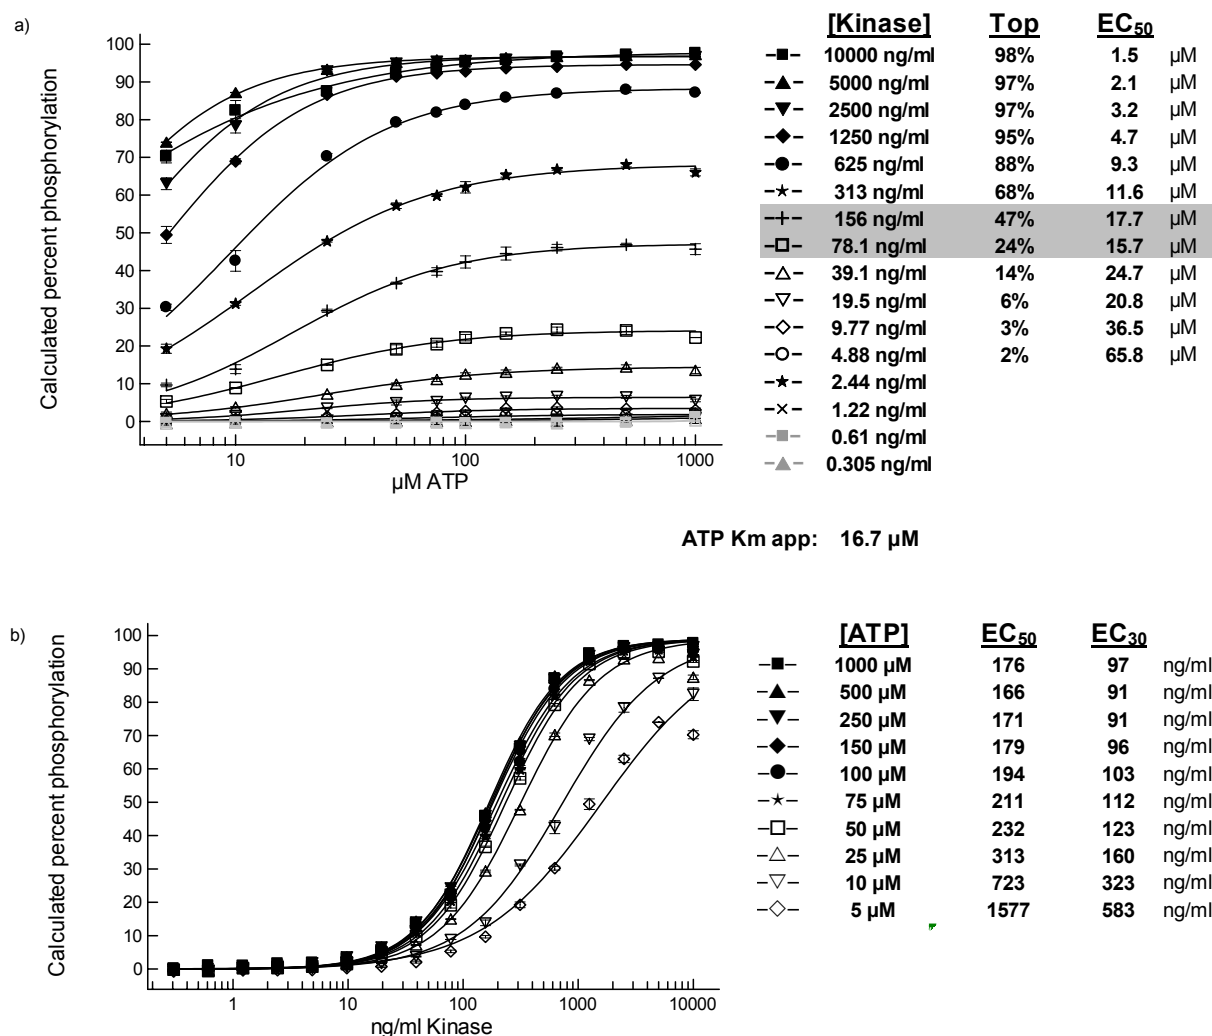 a)
Calculated percent phosphorylation
100
90
80
70
60
50
40
30
20
10
0
10 100 1000
µM ATP
[Kinase] Top EC50
10000 ng/ml 98% 1.5 µM
5000 ng/ml 97% 2.1 µM
2500 ng/ml 97% 3.2 µM
1250 ng/ml 95% 4.7 µM
625 ng/ml 88% 9.3 µM
313 ng/ml 68% 11.6 µM
156 ng/ml 47% 17.7 µM
78.1 ng/ml 24% 15.7 µM
39.1 ng/ml 14% 24.7 µM
19.5 ng/ml 6% 20.8 µM
9.77 ng/ml 3% 36.5 µM
4.88 ng/ml 2% 65.8 µM
2.44 ng/ml
1.22 ng/ml
0.61 ng/ml
0.305 ng/ml
ATP Km app: 16.7 µM
b)
Calculated percent phosphorylation
100
90
80
70
60
50
40
30
20
10
0
1 10 100 1000 10000
ng/ml Kinase
[ATP] EC50 EC30
1000 µM 176 97 ng/ml
500 µM 166 91 ng/ml
250 µM 171 91 ng/ml
150 µM 179 96 ng/ml
100 µM 194 103 ng/ml
75 µM 211 112 ng/ml
50 µM 232 123 ng/ml
25 µM 313 160 ng/ml
10 µM 723 323 ng/ml
5 µM 1577 583 ng/ml